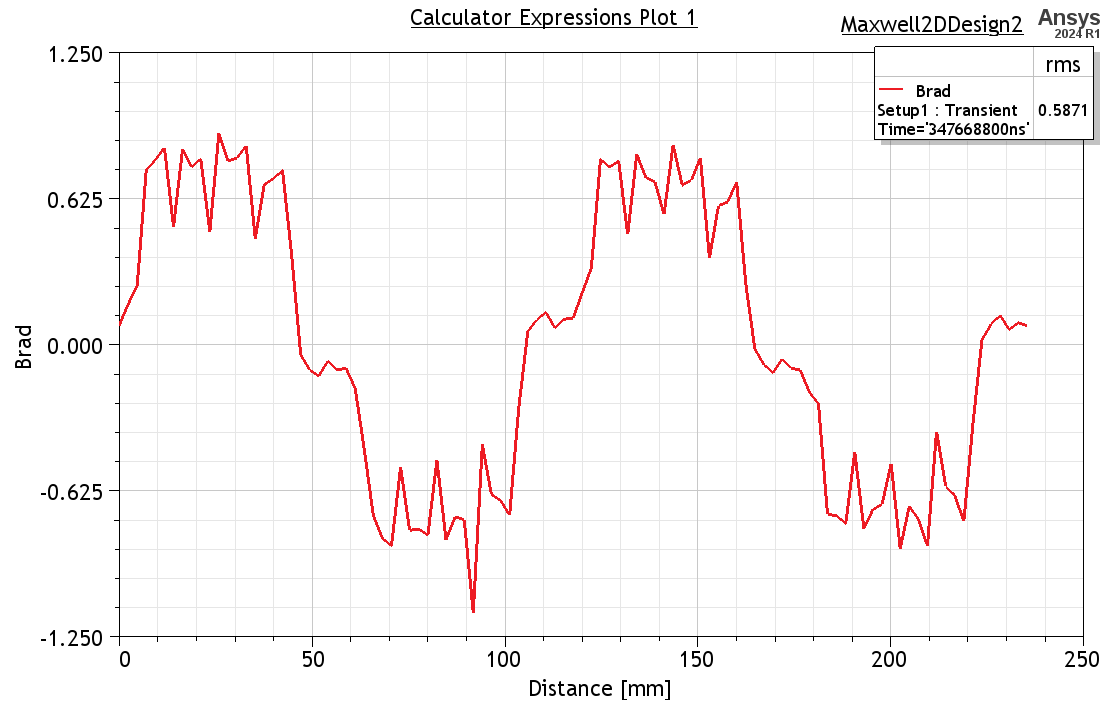 Calculator Expressions Plot 1
Maxwell2DDesign2
Ansys
2024 R1
rms
Brad
Setup1 : Transient 0.5871
Time='347668800ns'
1.250
0.625
0.000
-0.625
-1.250
Brad
0 50 100 150 200 250
Distance [mm]